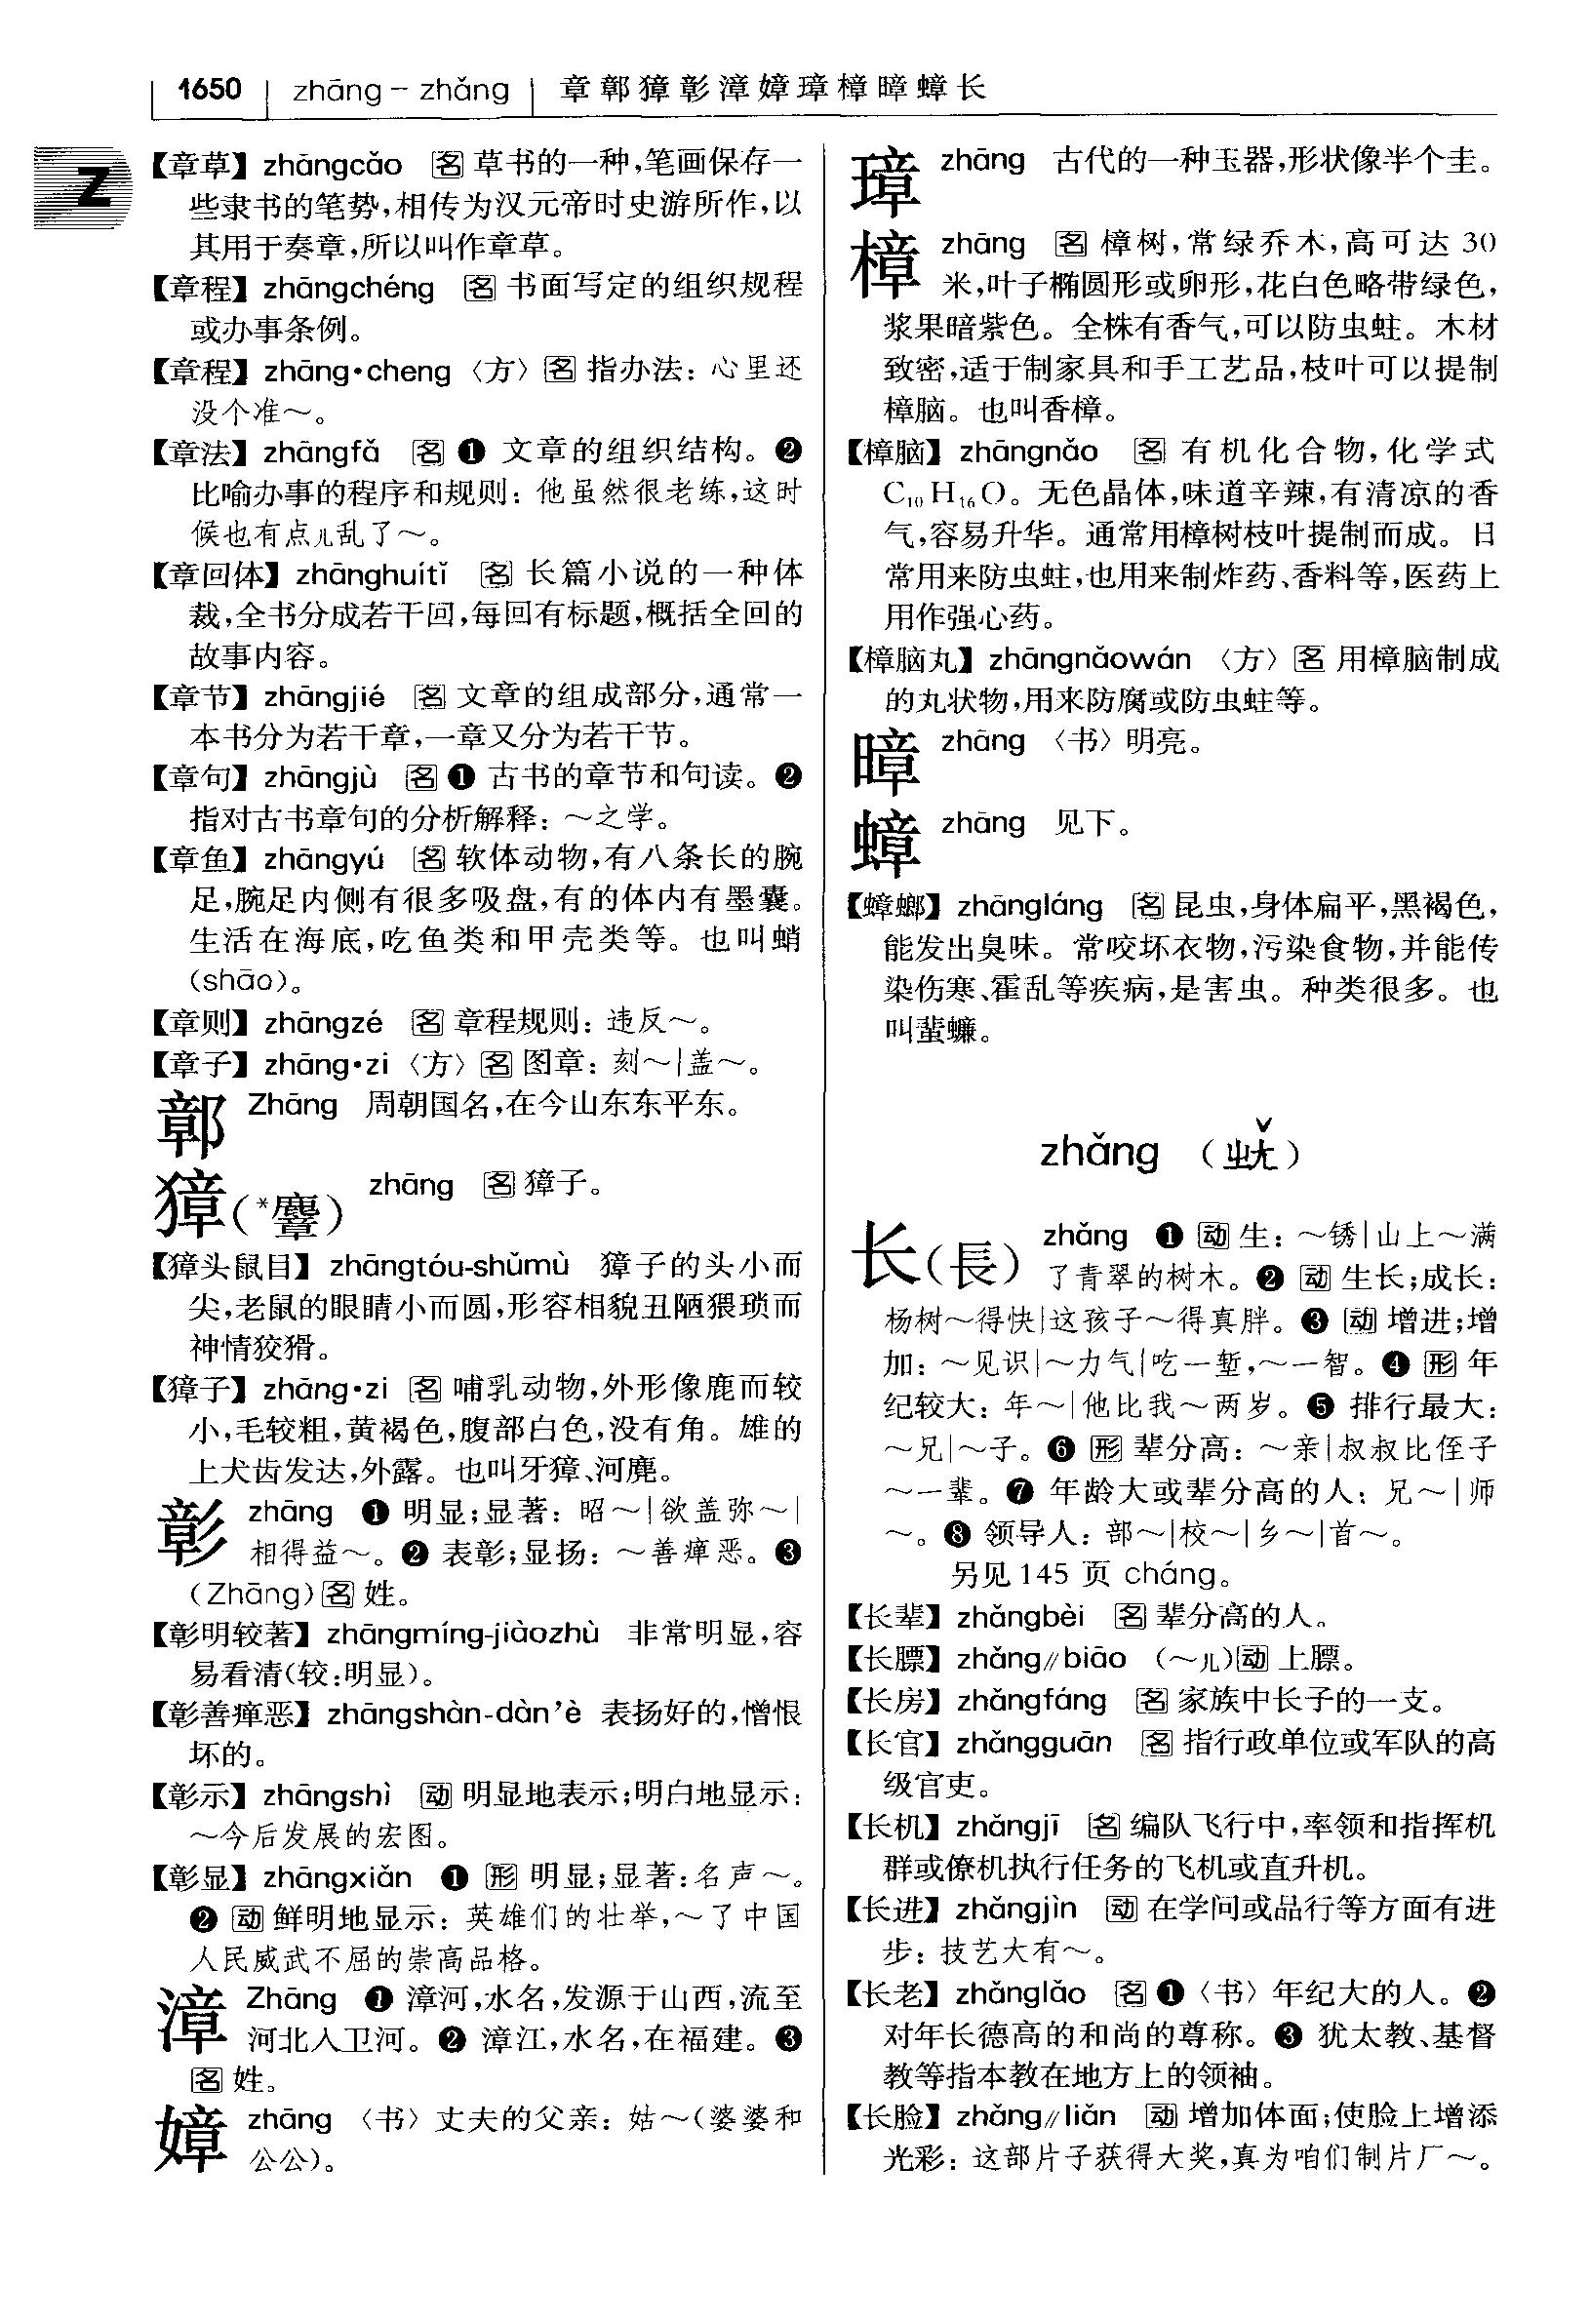 1650 zhāng－zhǎng 章鄣獐彰漳嫜璋樟暲蟑长
Z
【章草】zhāngcǎo 名 草书的一种,笔画保存一
些隶书的笔势,相传为汉元帝时史游所作,以
其用于奏章,所以叫作章草。
【章程】zhāngchéng 名 书面写定的组织规程
或办事条例。
【章程】zhāng•cheng〈方〉名 指办法：心里还
没个准～。
【章法】zhāngfǎ 名 ❶ 文章的组织结构。❷
比喻办事的程序和规则：他虽然很老练,这时
候也有点儿乱了～。
【章回体】zhānghuítǐ 名 长篇小说的一种体
裁,全书分成若干回,每回有标题,概括全回的
故事内容。
【章节】zhāngjié 名 文章的组成部分,通常一
本书分为若干章,一章又分为若干节。
【章句】zhāngjù 名 ❶ 古书的章节和句读。❷
指对古书章句的分析解释：～之学。
【章鱼】zhāngyú 名 软体动物,有八条长的腕
足,腕足内侧有很多吸盘,有的体内有墨囊。
生活在海底,吃鱼类和甲壳类等。也叫蛸
(shāo)。
【章则】zhāngzé 名 章程规则：违反～。
【章子】zhāng•zi〈方〉名 图章：刻～|盖～。
鄣 Zhāng 周朝国名,在今山东东平东。
獐(*麞) zhāng 名 獐子。
【獐头鼠目】zhāngtóu-shǔmù 獐子的头小而
尖,老鼠的眼睛小而圆,形容相貌丑陋猥琐而
神情狡猾。
【獐子】zhāng•zi 名 哺乳动物,外形像鹿而较
小,毛较粗,黄褐色,腹部白色,没有角。雄的
上犬齿发达,外露。也叫牙獐、河麂。
彰 zhāng ❶ 明显;显著：昭～|欲盖弥～|
相得益～。❷ 表彰;显扬：～善瘅恶。❸
(Zhāng)名 姓。
【彰明较著】zhāngmíng-jiàozhù 非常明显,容
易看清(较:明显)。
【彰善瘅恶】zhāngshàn-dàn’è 表扬好的,憎恨
坏的。
【彰示】zhāngshì 动 明显地表示;明白地显示：
～今后发展的宏图。
【彰显】zhāngxiǎn ❶ 形 明显;显著:名声～。
❷ 动 鲜明地显示：英雄们的壮举,～了中国
人民威武不屈的崇高品格。
漳 Zhāng ❶ 漳河,水名,发源于山西,流至
河北入卫河。❷ 漳江,水名,在福建。❸
名 姓。
嫜 zhāng 〈书〉丈夫的父亲：姑～(婆婆和
公公)。
璋 zhāng 古代的一种玉器,形状像半个圭。
樟 zhāng 名 樟树,常绿乔木,高可达 30
米,叶子椭圆形或卵形,花白色略带绿色,
浆果暗紫色。全株有香气,可以防虫蛀。木材
致密,适于制家具和手工艺品,枝叶可以提制
樟脑。也叫香樟。
【樟脑】zhāngnǎo 名 有机化合物,化学式
C₁₀H₁₆O。无色晶体,味道辛辣,有清凉的香
气,容易升华。通常用樟树枝叶提制而成。日
常用来防虫蛀,也用来制炸药、香料等,医药上
用作强心药。
【樟脑丸】zhāngnǎowán 〈方〉名 用樟脑制成
的丸状物,用来防腐或防虫蛀等。
暲 zhāng 〈书〉明亮。
蟑 zhāng 见下。
【蟑螂】zhāngláng 名 昆虫,身体扁平,黑褐色,
能发出臭味。常咬坏衣物,污染食物,并能传
染伤寒、霍乱等疾病,是害虫。种类很多。也
叫蜚蠊。
zhǎng （ㄓㄤˇ）
长(長) zhǎng ❶ 动 生：～锈|山上～满
了青翠的树木。❷ 动 生长;成长：
杨树～得快|这孩子～得真胖。❸ 动 增进;增
加：～见识|～力气|吃一堑,～一智。❹ 形 年
纪较大：年～|他比我～两岁。❺ 排行最大：
～兄|～子。❻ 形 辈分高：～亲|叔叔比侄子
～一辈。❼ 年龄大或辈分高的人：兄～|师
～。❽ 领导人：部～|校～|乡～|首～。
另见 145 页 cháng。
【长辈】zhǎngbèi 名 辈分高的人。
【长膘】zhǎng∥biāo （～儿)动 上膘。
【长房】zhǎngfáng 名 家族中长子的一支。
【长官】zhǎngguān 名 指行政单位或军队的高
级官吏。
【长机】zhǎngjī 名 编队飞行中,率领和指挥机
群或僚机执行任务的飞机或直升机。
【长进】zhǎngjìn 动 在学问或品行等方面有进
步：技艺大有～。
【长老】zhǎnglǎo 名 ❶〈书〉年纪大的人。❷
对年长德高的和尚的尊称。❸ 犹太教、基督
教等指本教在地方上的领袖。
【长脸】zhǎng∥liǎn 动 增加体面;使脸上增添
光彩：这部片子获得大奖,真为咱们制片厂～。